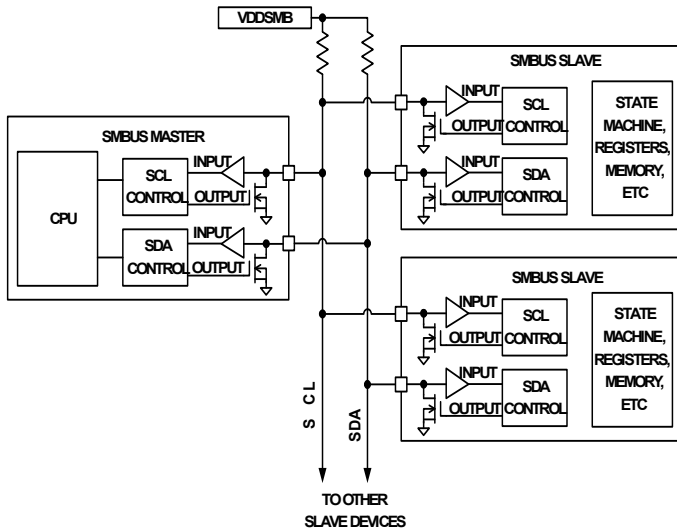 VDDSMB
SMBUS MASTER
CPU
SCL
CONTROL
INPUT
OUTPUT
SDA
CONTROL
INPUT
OUTPUT
SMBUS SLAVE
INPUT
OUTPUT
SCL
CONTROL
INPUT
OUTPUT
SDA
CONTROL
STATE
MACHINE,
REGISTERS,
MEMORY,
ETC
SMBUS SLAVE
INPUT
OUTPUT
SCL
CONTROL
INPUT
OUTPUT
SDA
CONTROL
STATE
MACHINE,
REGISTERS,
MEMORY,
ETC
S CL
SDA
TO OTHER
SLAVE DEVICES